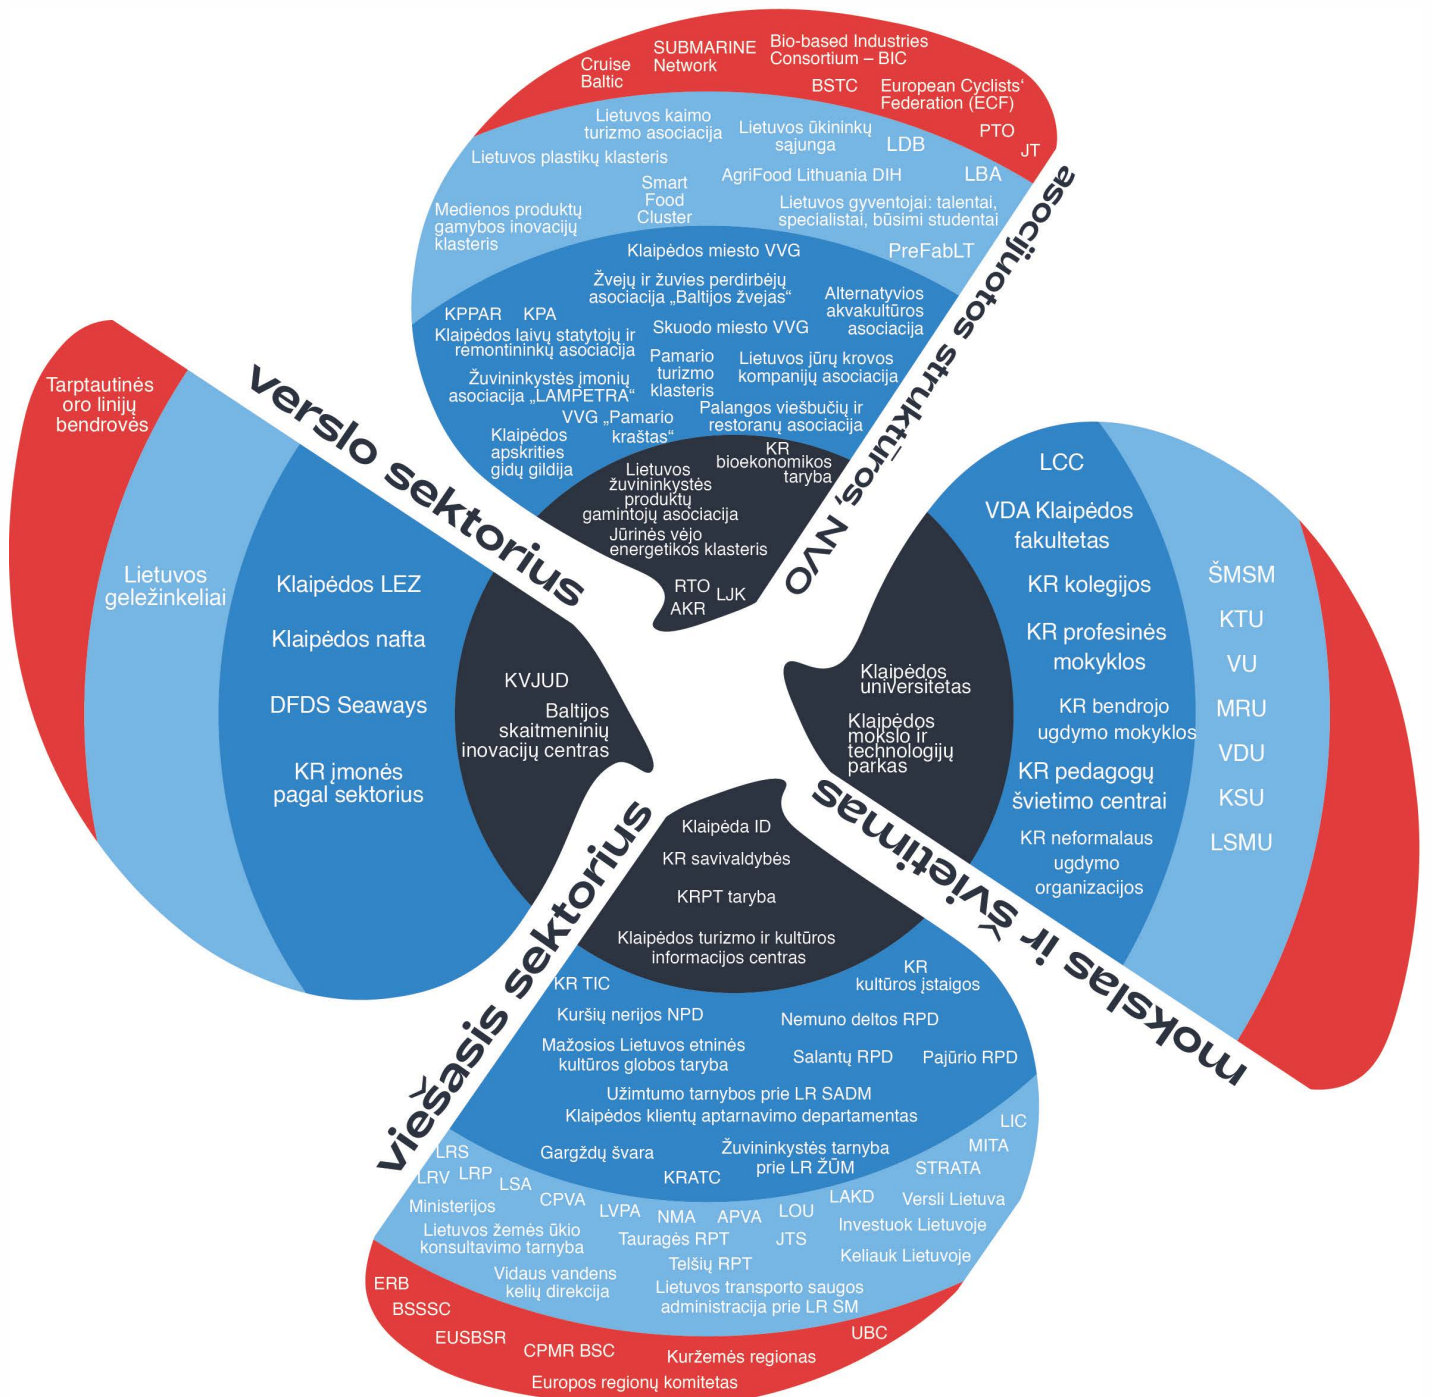 Cruise
Baltic
SUBMARINE
Network
Bio-based Industries
Consortium – BIC
BSTC
European Cyclists‘
Federation (ECF)
PTO
JT
Lietuvos kaimo
turizmo asociacija
Lietuvos ūkininkų
sąjunga
LDB
Lietuvos plastikų klasteris
AgriFood Lithuania DIH
LBA
Smart
Food
Cluster
Medienos produktų
gamybos inovacijų
klasteris
Lietuvos gyventojai: talentai,
specialistai, būsimi studentai
PreFabLT
Klaipėdos miesto VVG
Žvejų ir žuvies perdirbėjų
asociacija „Baltijos žvejas“
Alternatyvios
akvakultūros
asociacija
KPPAR
KPA
Skuodo miesto VVG
Klaipėdos laivų statytojų ir
remontininkų asociacija
Pamario
turizmo
klasteris
Lietuvos jūrų krovos
kompanijų asociacija
Žuvininkystės įmonių
asociacija „LAMPETRA“
VVG „Pamario
kraštas“
Palangos viešbučių ir
restoranų asociacija
Klaipėdos
apskrities
gidų gildija
KR
bioekonomikos
taryba
Lietuvos
žuvininkystės
produktų
gamintojų asociacija
Jūrinės vėjo
energetikos klasteris
RTO
LJK
AKR
asocijuotos struktūros, NVO
verslo sektorius
Tarptautinės
oro linijų
bendrovės
Lietuvos
geležinkeliai
Klaipėdos LEZ
Klaipėdos nafta
DFDS Seaways
KR įmonės
pagal sektorius
KVJUD
Baltijos
skaitmeninių
inovacijų centras
Klaipėdos
universitetas
Klaipėdos
mokslo ir
technologijų
parkas
LCC
VDA Klaipėdos
fakultetas
KR kolegijos
KR profesinės
mokyklos
KR bendrojo
ugdymo mokyklos
KR pedagogų
švietimo centrai
KR neformalaus
ugdymo
organizacijos
ŠMSM
KTU
VU
MRU
VDU
KSU
LSMU
mokslas ir švietimas
viešasis sektorius
Klaipėda ID
KR savivaldybės
KRPT taryba
Klaipėdos turizmo ir kultūros
informacijos centras
KR TIC
KR
kultūros įstaigos
Kuršių nerijos NPD
Nemuno deltos RPD
Mažosios Lietuvos etninės
kultūros globos taryba
Salantų RPD
Pajūrio RPD
Užimtumo tarnybos prie LR SADM
Klaipėdos klientų aptarnavimo departamentas
Gargždų švara
Žuvininkystės tarnyba
prie LR ŽŪM
KRATC
LIC
MITA
STRATA
LRS
LRV
LRP
LSA
CPVA
LVPA
NMA
APVA
LOU
LAKD
Versli Lietuva
Ministerijos
Investuok Lietuvoje
Lietuvos žemės ūkio
konsultavimo tarnyba
Tauragės RPT
JTS
Keliauk Lietuvoje
Telšių RPT
Vidaus vandens
kelių direkcija
Lietuvos transporto saugos
administracija prie LR SM
ERB
BSSSC
EUSBSR
CPMR BSC
UBC
Kuržemės regionas
Europos regionų komitetas